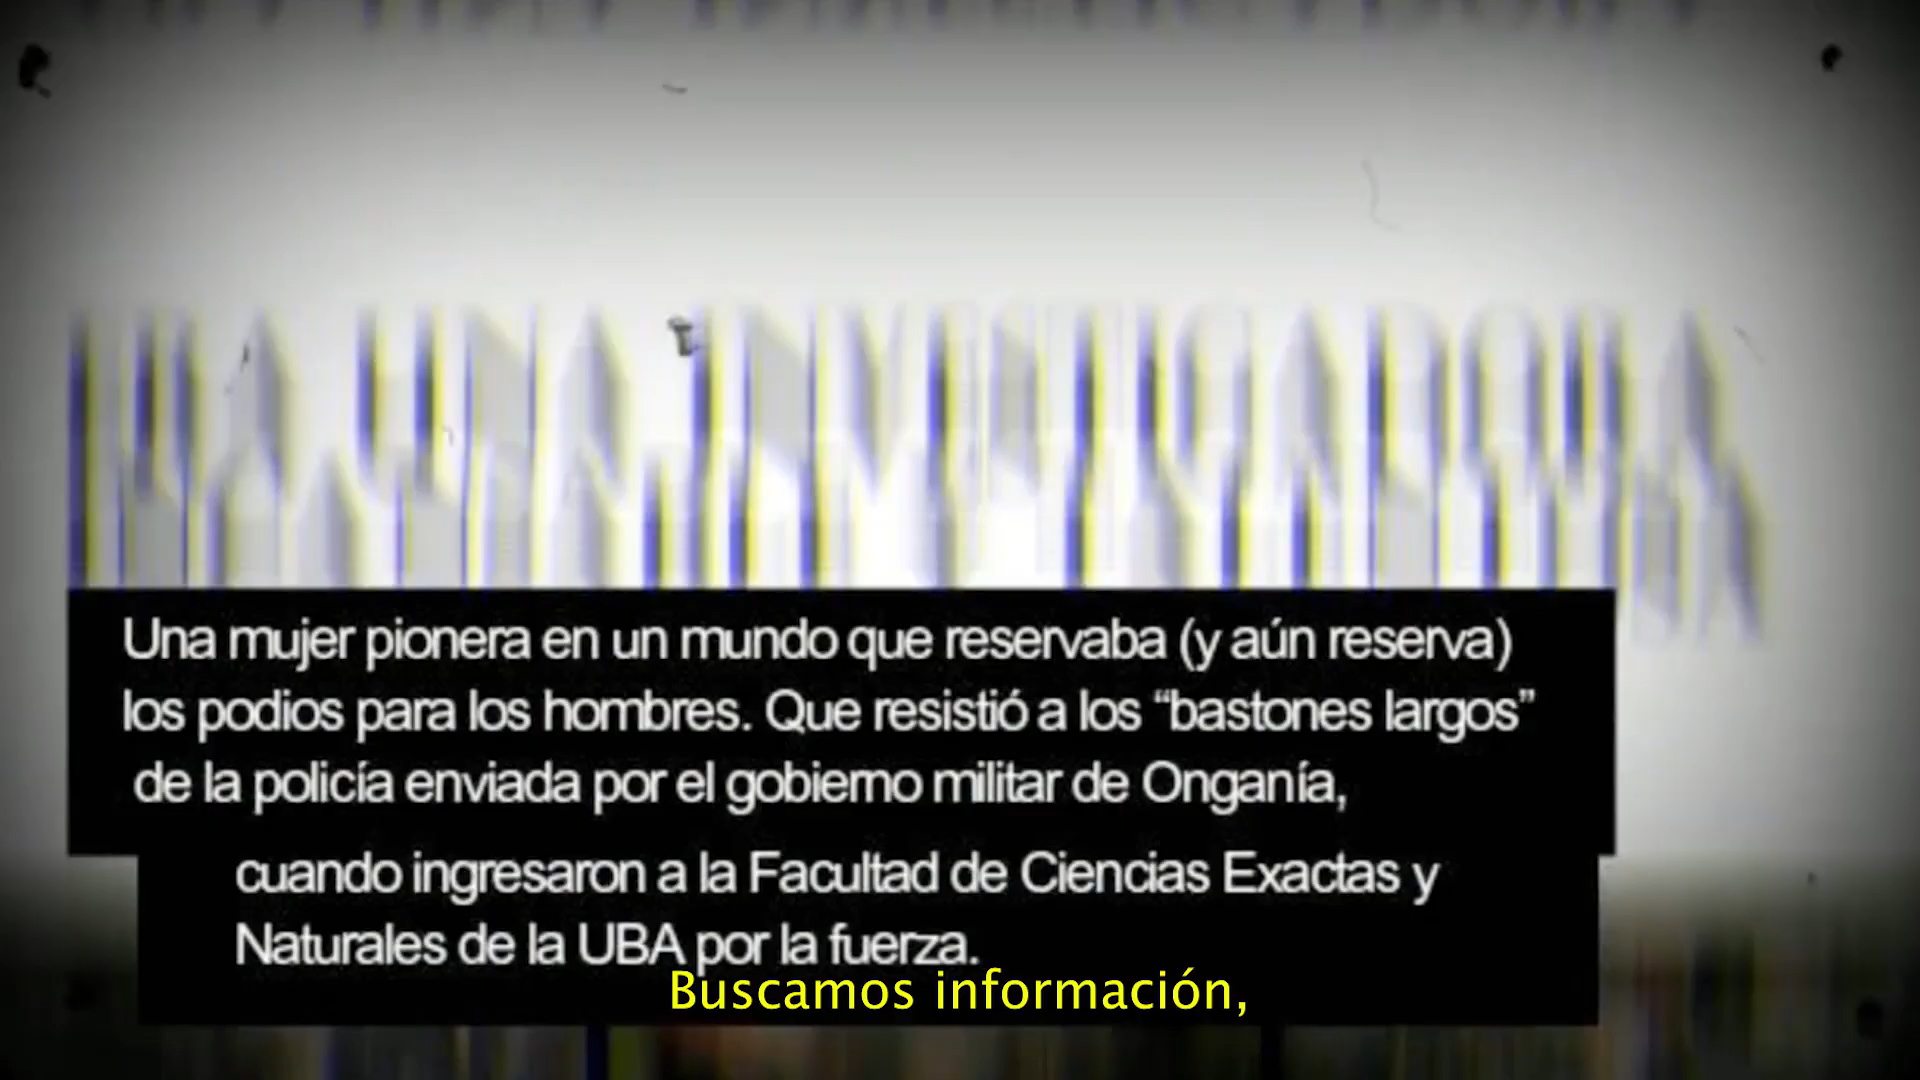 Una mujer pionera en un mundo que reservaba (y aún reserva)
los podios para los hombres. Que resistió a los “bastones largos”
de la policía enviada por el gobierno militar de Onganía,
cuando ingresaron a la Facultad de Ciencias Exactas y
Naturales de la UBA por la fuerza.
Buscamos información,